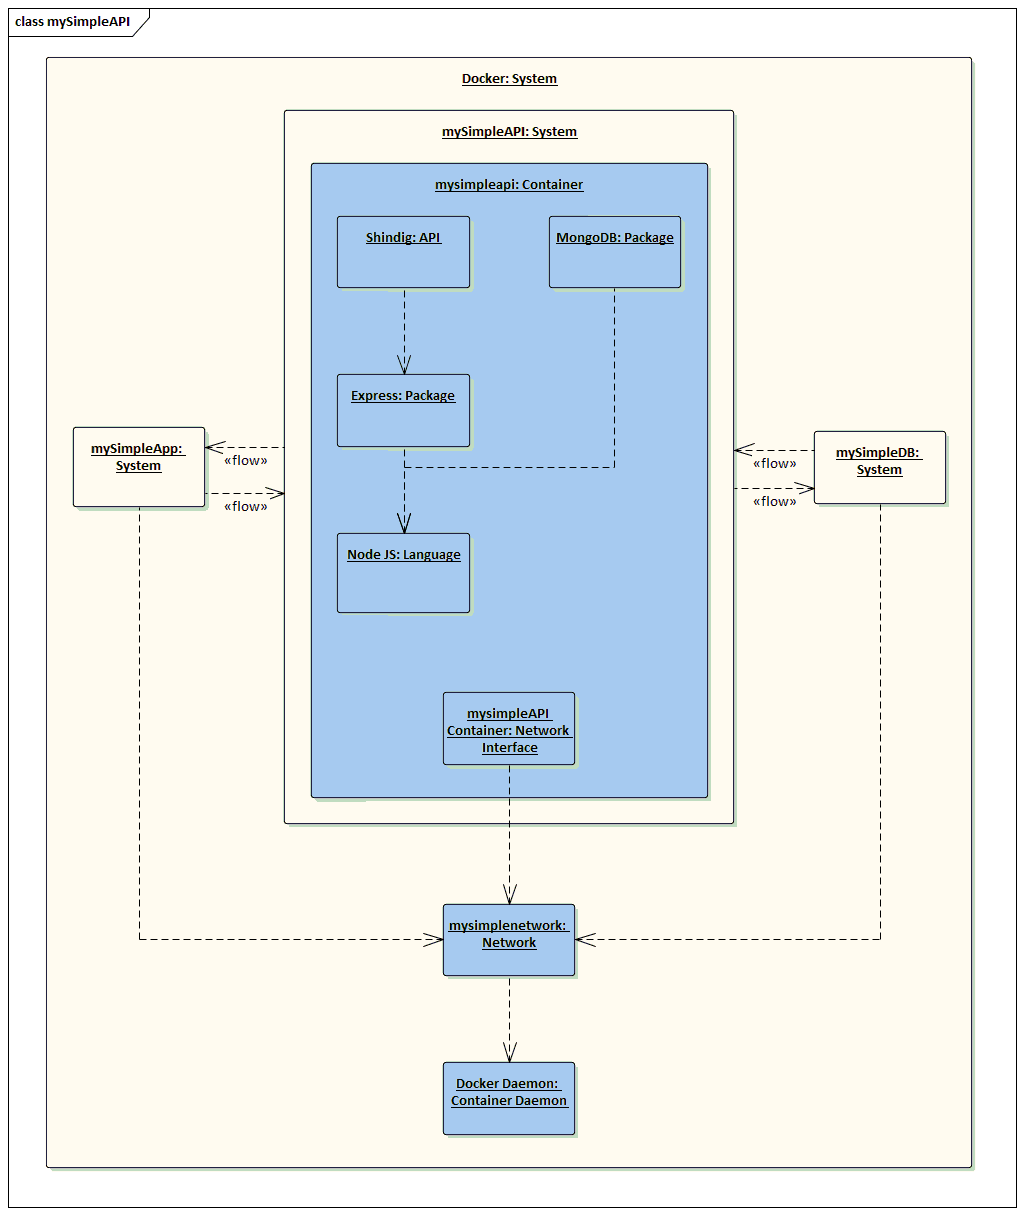 class mySimpleAPI
Docker: System
mySimpleAPI: System
mysimpleapi: Container
Shindig: API
MongoDB: Package
Express: Package
mySimpleApp:
System
«flow»
«flow»
mySimpleDB:
System
«flow»
«flow»
Node JS: Language
mysimpleAPI
Container: Network
Interface
mysimplenetwork:
Network
Docker Daemon:
Container Daemon